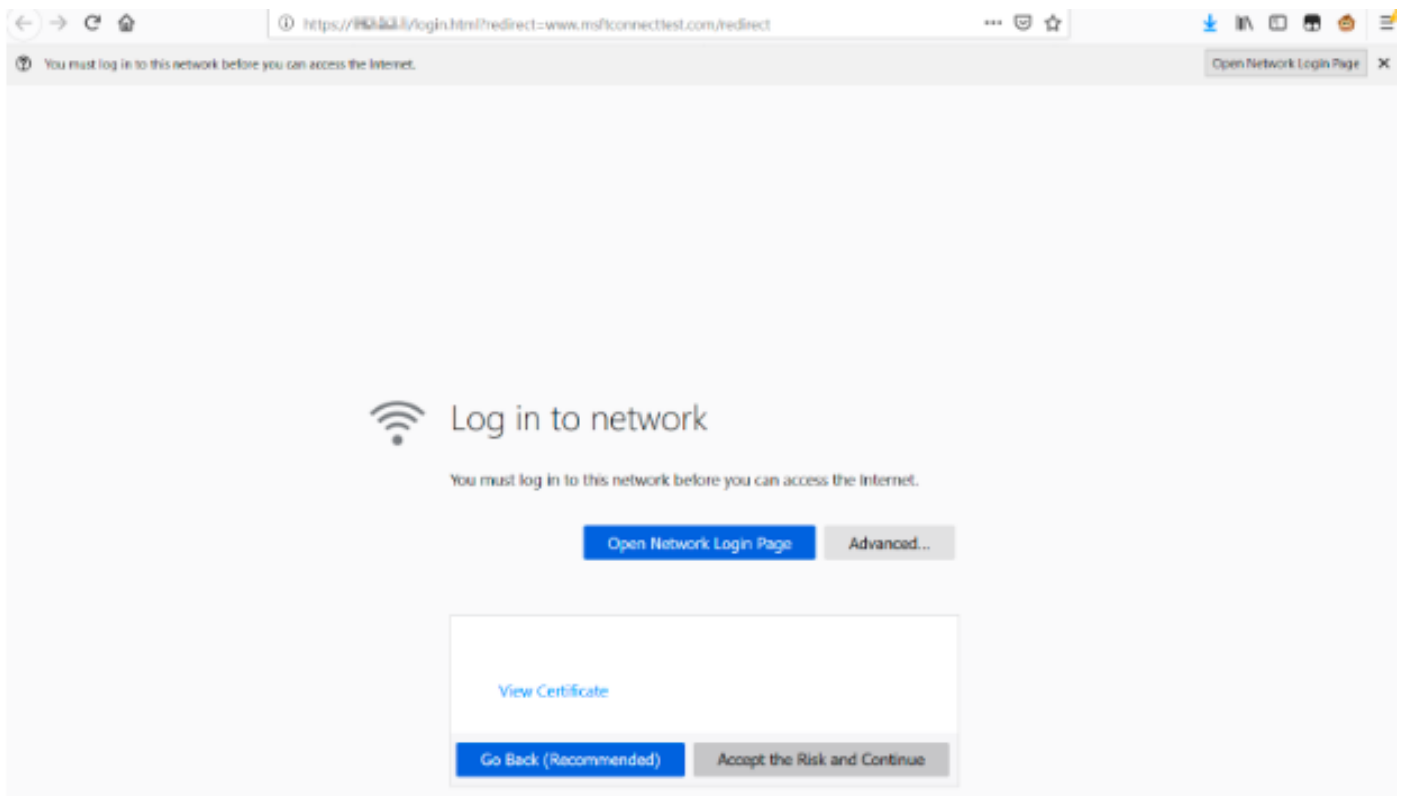 https:// /login.html?redirect=www.msftconnecttest.com/redirect
You must log in to this network before you can access the Internet.
Open Network Login Page
Log in to network
You must log in to this network before you can access the Internet.
Open Network Login Page
Advanced...
View Certificate
Go Back (Recommended)
Accept the Risk and Continue